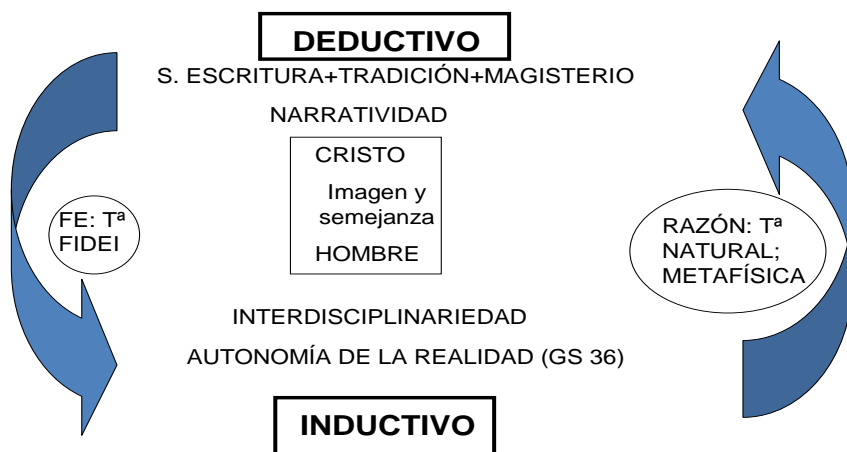 DEDUCTIVO
S. ESCRITURA+TRADICIÓN+MAGISTERIO
NARRATIVIDAD
CRISTO
Imagen y
semejanza
HOMBRE
FE: Tª
FIDEI
RAZÓN: Tª
NATURAL;
METAFÍSICA
INTERDISCIPLINARIEDAD
AUTONOMÍA DE LA REALIDAD (GS 36)
INDUCTIVO